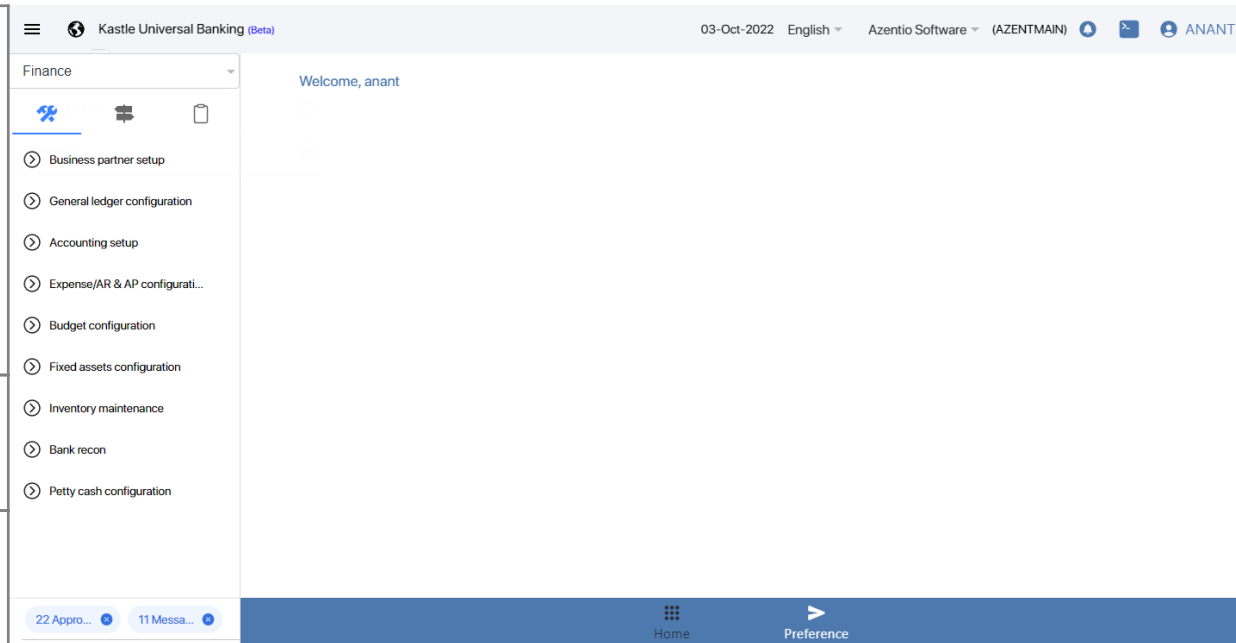 Kastle Universal Banking (Beta) 03-Oct-2022 English Azentio Software (AZENTMAIN) ANANT
Finance
Welcome, anant
Business partner setup
General ledger configuration
Accounting setup
Expense/AR & AP configurati...
Budget configuration
Fixed assets configuration
Inventory maintenance
Bank recon
Petty cash configuration
22 Appro... 11 Messa...
Home Preference